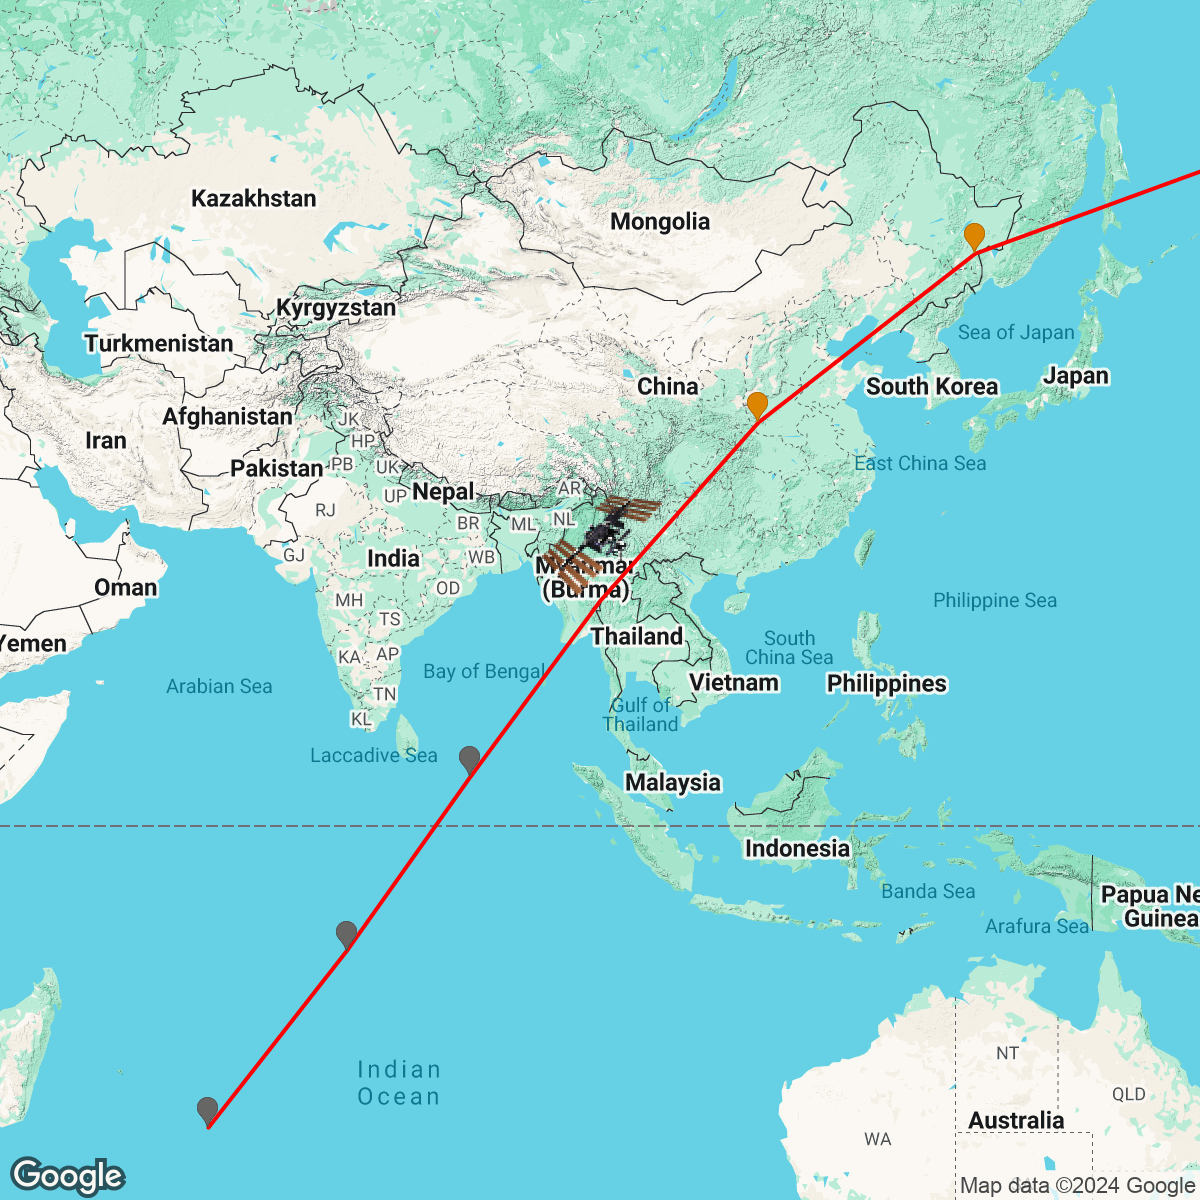 Kazakhstan
Mongolia
Kyrgyzstan
Turkmenistan
Sea of Japan
Japan
China
South Korea
Afghanistan
JK
Iran
HP
Pakistan
PB
UK
East China Sea
UP
Nepal
AR
RJ
BR
ML
NL
GJ
India
WB
Myanmar
(Burma)
Oman
OD
MH
Philippine Sea
TS
Yemen
Thailand
South
China Sea
KA
AP
Bay of Bengal
Arabian Sea
TN
Vietnam
Philippines
KL
Gulf of
Thailand
Laccadive Sea
Malaysia
Indonesia
Banda Sea
Papua Ne
Guinea
Arafura Sea
Indian
Ocean
NT
QLD
Australia
WA
Google
Map data ©2024 Google